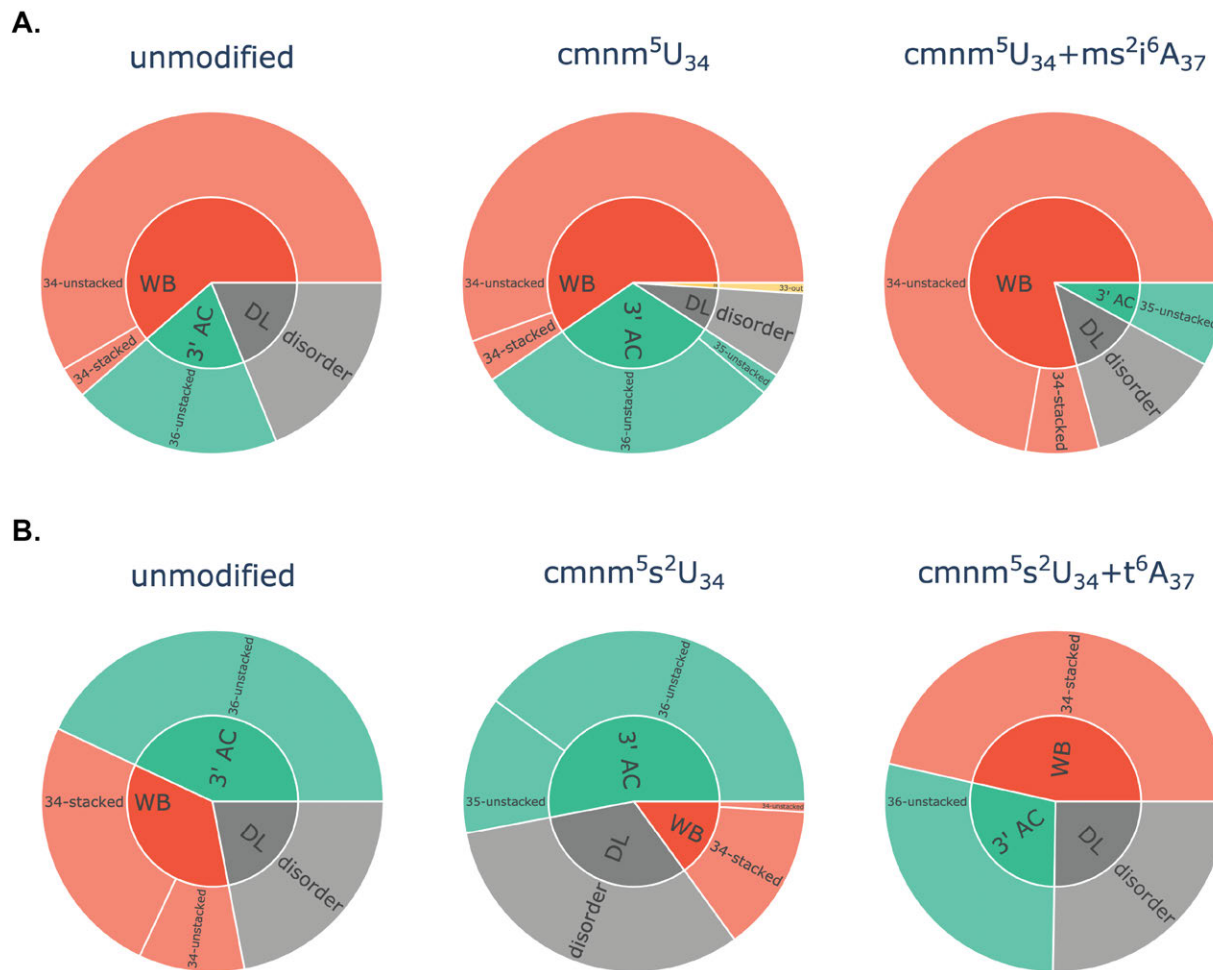 A.
unmodified
cmnm⁵U₃₄
cmnm⁵U₃₄+ms²i⁶A₃₇
34-unstacked
WB
34-stacked
3' AC
36-unstacked
DL
disorder
34-unstacked
WB
34-stacked
3' AC
36-unstacked
35-unstacked
DL
disorder
33-out
34-unstacked
WB
34-stacked
DL
disorder
3' AC
35-unstacked
B.
unmodified
cmnm⁵s²U₃₄
cmnm⁵s²U₃₄+t⁶A₃₇
36-unstacked
3' AC
34-stacked
WB
34-unstacked
DL
disorder
36-unstacked
3' AC
35-unstacked
DL
disorder
WB
34-unstacked
34-stacked
34-stacked
WB
36-unstacked
3' AC
DL
disorder